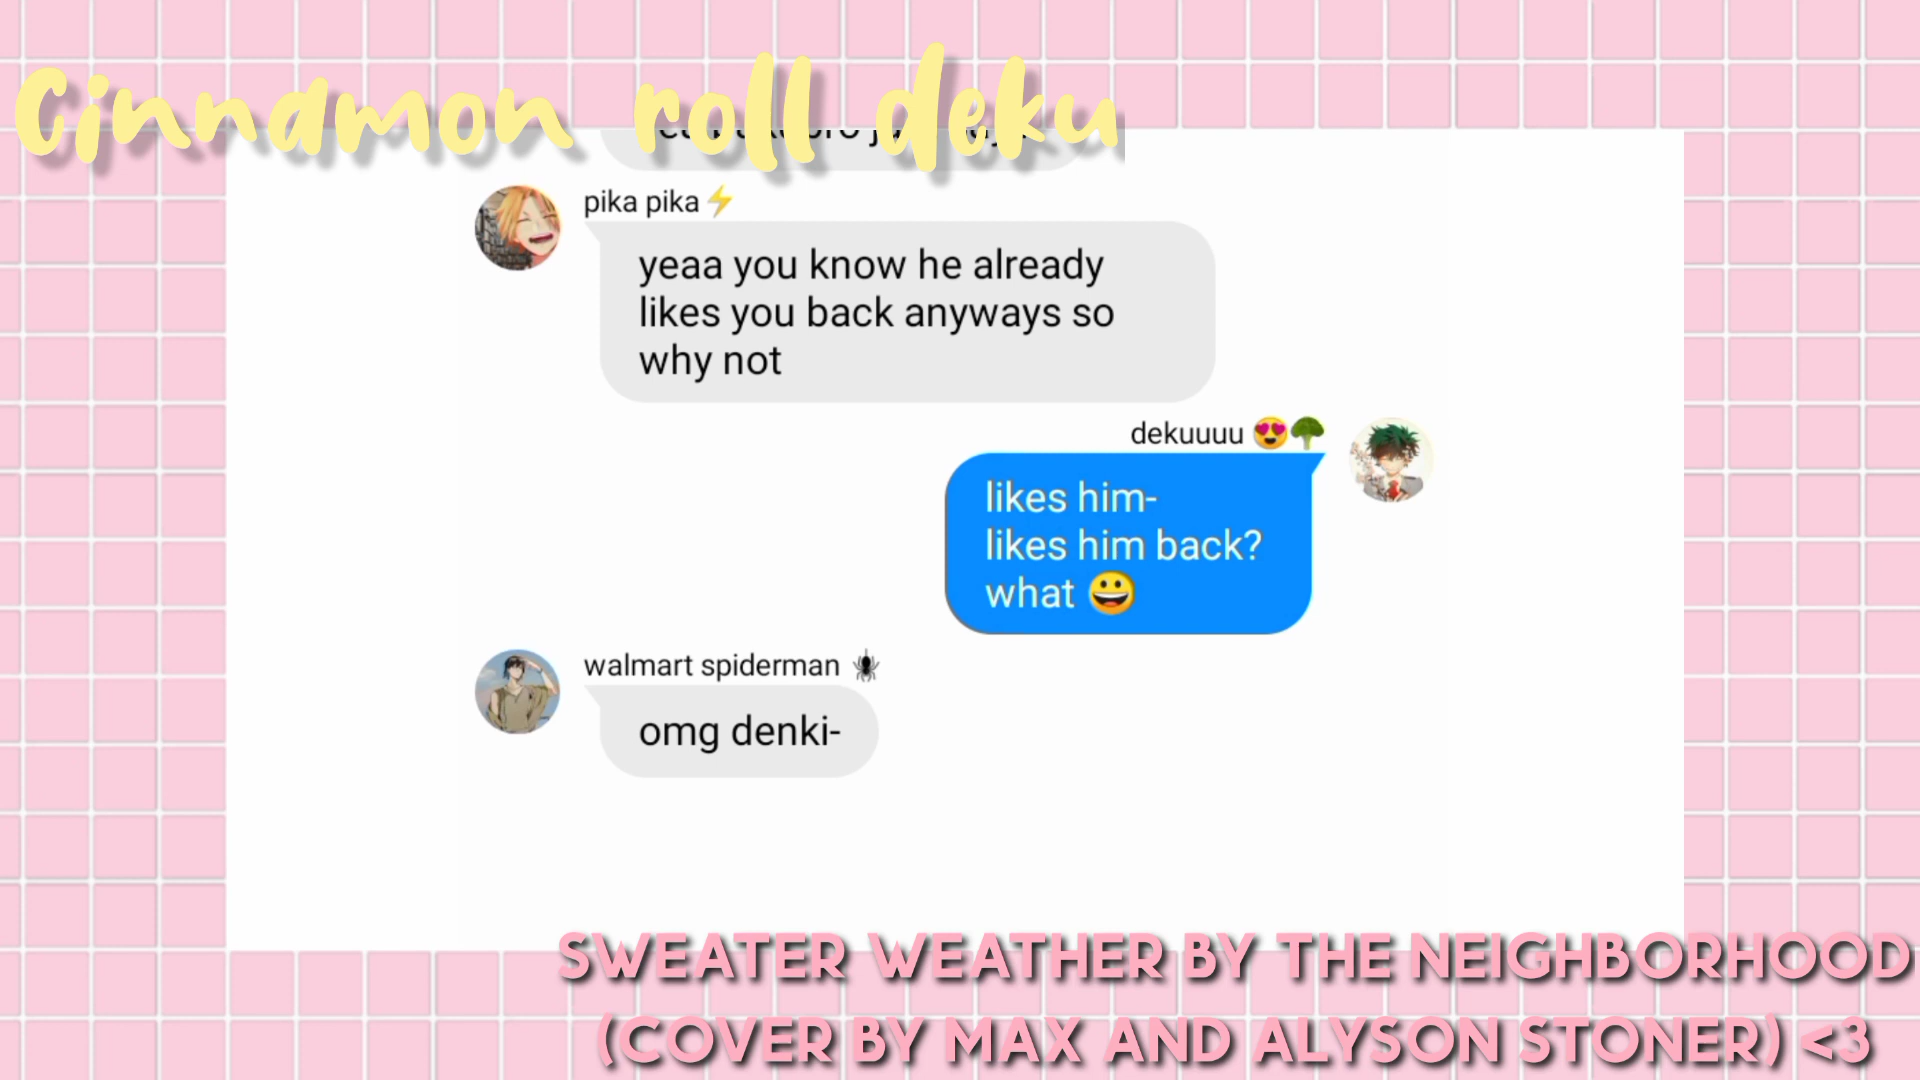 Cinnamon roll deku
pika pika⚡
yeaa you know he already
likes you back anyways so
why not
dekuuuu 😍🥦
likes him-
likes him back?
what 😀
walmart spiderman 🕷
omg denki-
SWEATER WEATHER BY THE NEIGHBORHOOD
(COVER BY MAX AND ALYSON STONER) <3